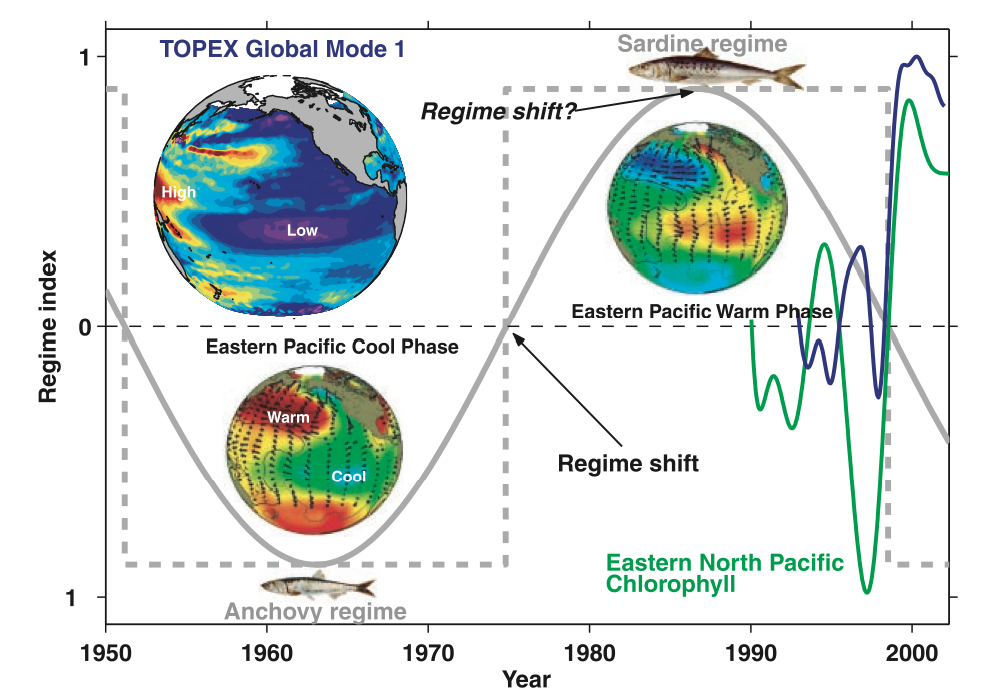 TOPEX Global Mode 1
Sardine regime
Regime shift?
High
Low
Eastern Pacific Warm Phase
Eastern Pacific Cool Phase
Warm
Cool
Regime shift
Eastern North Pacific
Chlorophyll
Anchovy regime
Regime index
1
0
1
1950 1960 1970 1980 1990 2000
Year